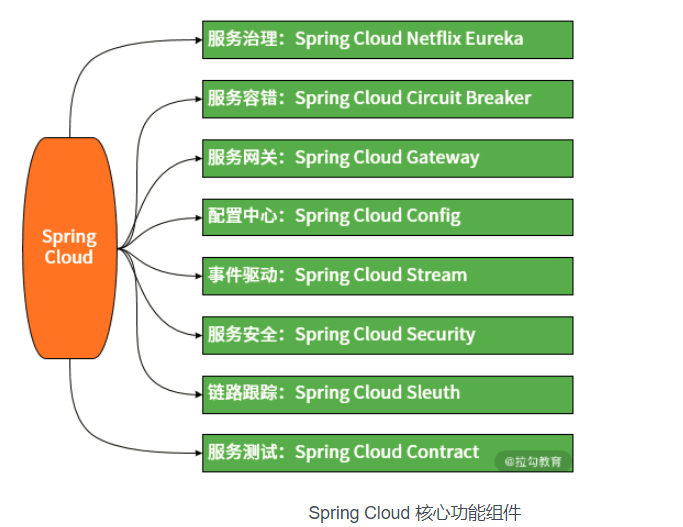 服务治理：Spring Cloud Netflix Eureka
服务容错：Spring Cloud Circuit Breaker
服务网关：Spring Cloud Gateway
配置中心：Spring Cloud Config
Spring
Cloud
事件驱动：Spring Cloud Stream
服务安全：Spring Cloud Security
链路跟踪：Spring Cloud Sleuth
服务测试：Spring Cloud Contract
@拉勾教育
Spring Cloud 核心功能组件